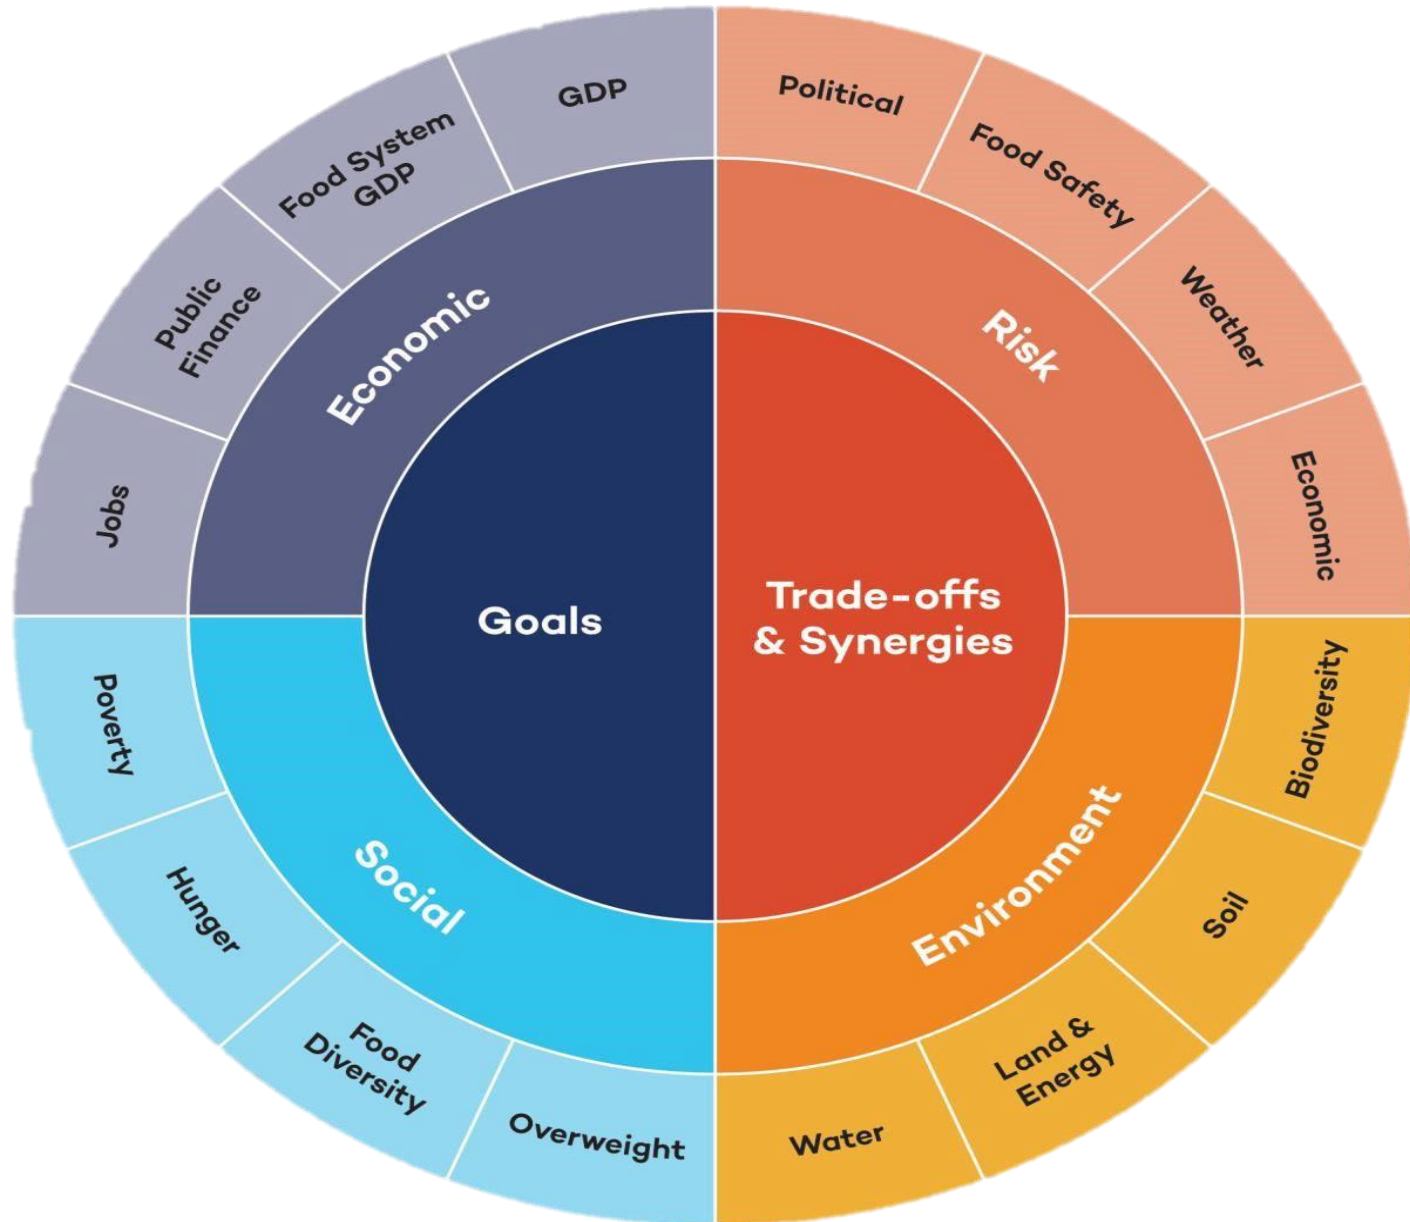 GDP
Political
Food System
GDP
Food Safety
Public
Finance
Weather
Economic
Risk
Jobs
Economic
Goals
Trade-offs
& Synergies
Poverty
Biodiversity
Hunger
Social
Environment
Soil
Food
Diversity
Land &
Energy
Overweight
Water